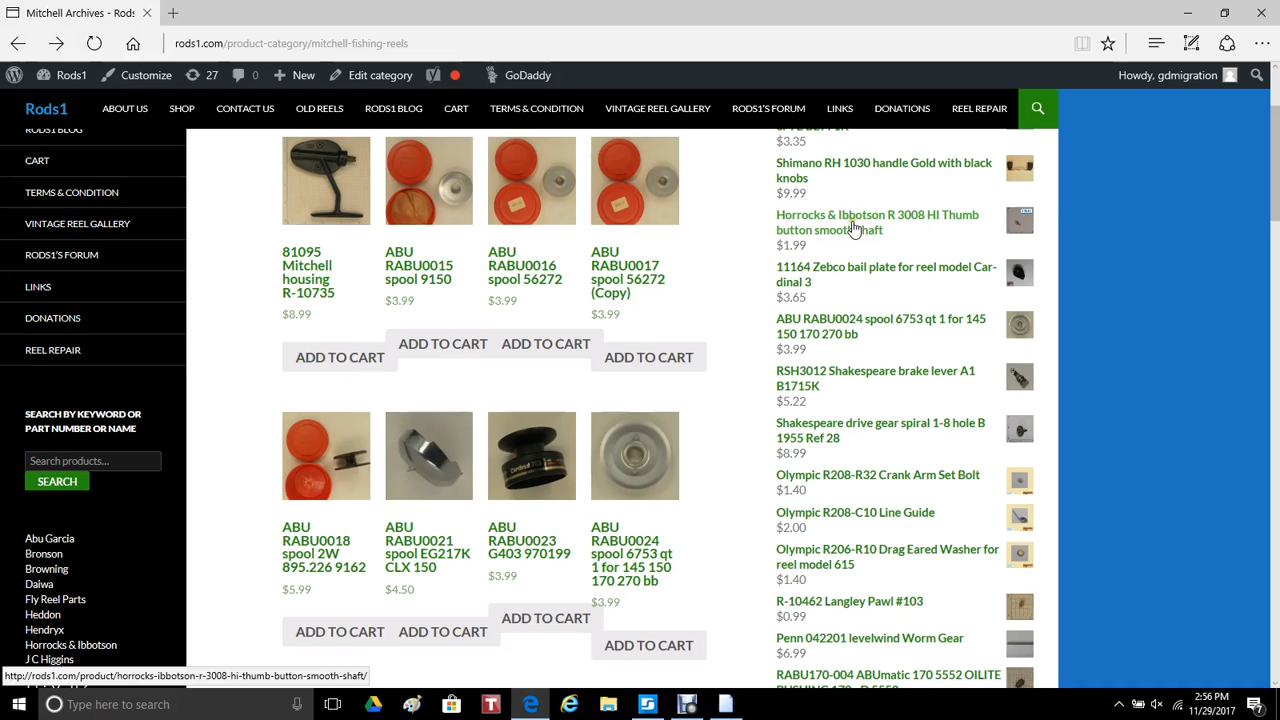 Mitchell Archives - Rod
rods1.com/product-category/mitchell-fishing-reels
Rods1 Customize 27 0 New Edit category GoDaddy Howdy, gdmigration
Rods1 ABOUT US SHOP CONTACT US OLD REELS RODS1 BLOG CART TERMS & CONDITION VINTAGE REEL GALLERY RODS1'S FORUM LINKS DONATIONS REEL REPAIR
RODS1 BLOG
CART
TERMS & CONDITION
VINTAGE REEL GALLERY
RODS1'S FORUM
LINKS
DONATIONS
REEL REPAIR
SEARCH BY KEYWORD OR
PART NUMBER OR NAME
Search products...
SEARCH
Abu Garcia
Bronson
Browning
Daiwa
Fly Reel Parts
Heddon
Hendryx
Horrocks & Ibbotson
J C Higgins
81095
Mitchell
housing
R-10735
$8.99
ADD TO CART
ABU
RABU0015
spool 9150
$3.99
ADD TO CART
ABU
RABU0016
spool 56272
$3.99
ADD TO CART
ABU
RABU0017
spool 56272
(Copy)
$3.99
ADD TO CART
ABU
RABU0018
spool 2W
895.226 9162
$5.99
ADD TO CART
ABU
RABU0021
spool EG217K
CLX 150
$4.50
ADD TO CART
ABU
RABU0023
G403 970199
$3.99
ADD TO CART
ABU
RABU0024
spool 6753 qt
1 for 145 150
170 270 bb
$3.99
ADD TO CART
$3.35
Shimano RH 1030 handle Gold with black
knobs
$9.99
Horrocks & Ibbotson R 3008 HI Thumb
button smooth shaft
$1.99
11164 Zebco bail plate for reel model Car-
dinal 3
$3.65
ABU RABU0024 spool 6753 qt 1 for 145
150 170 270 bb
$3.99
RSH3012 Shakespeare brake lever A1
B1715K
$5.22
Shakespeare drive gear spiral 1-8 hole B
1955 Ref 28
$8.99
Olympic R208-R32 Crank Arm Set Bolt
$1.40
Olympic R208-C10 Line Guide
$2.00
Olympic R206-R10 Drag Eared Washer for
reel model 615
$1.40
R-10462 Langley Pawl #103
$0.99
Penn 042201 levelwind Worm Gear
$6.99
RABU170-004 ABUmatic 170 5552 OILITE
http://rods1.com/product/horrocks-ibbotson-r-3008-hi-thumb-button-smooth-shaft/
Type here to search
2:56 PM
11/29/2017